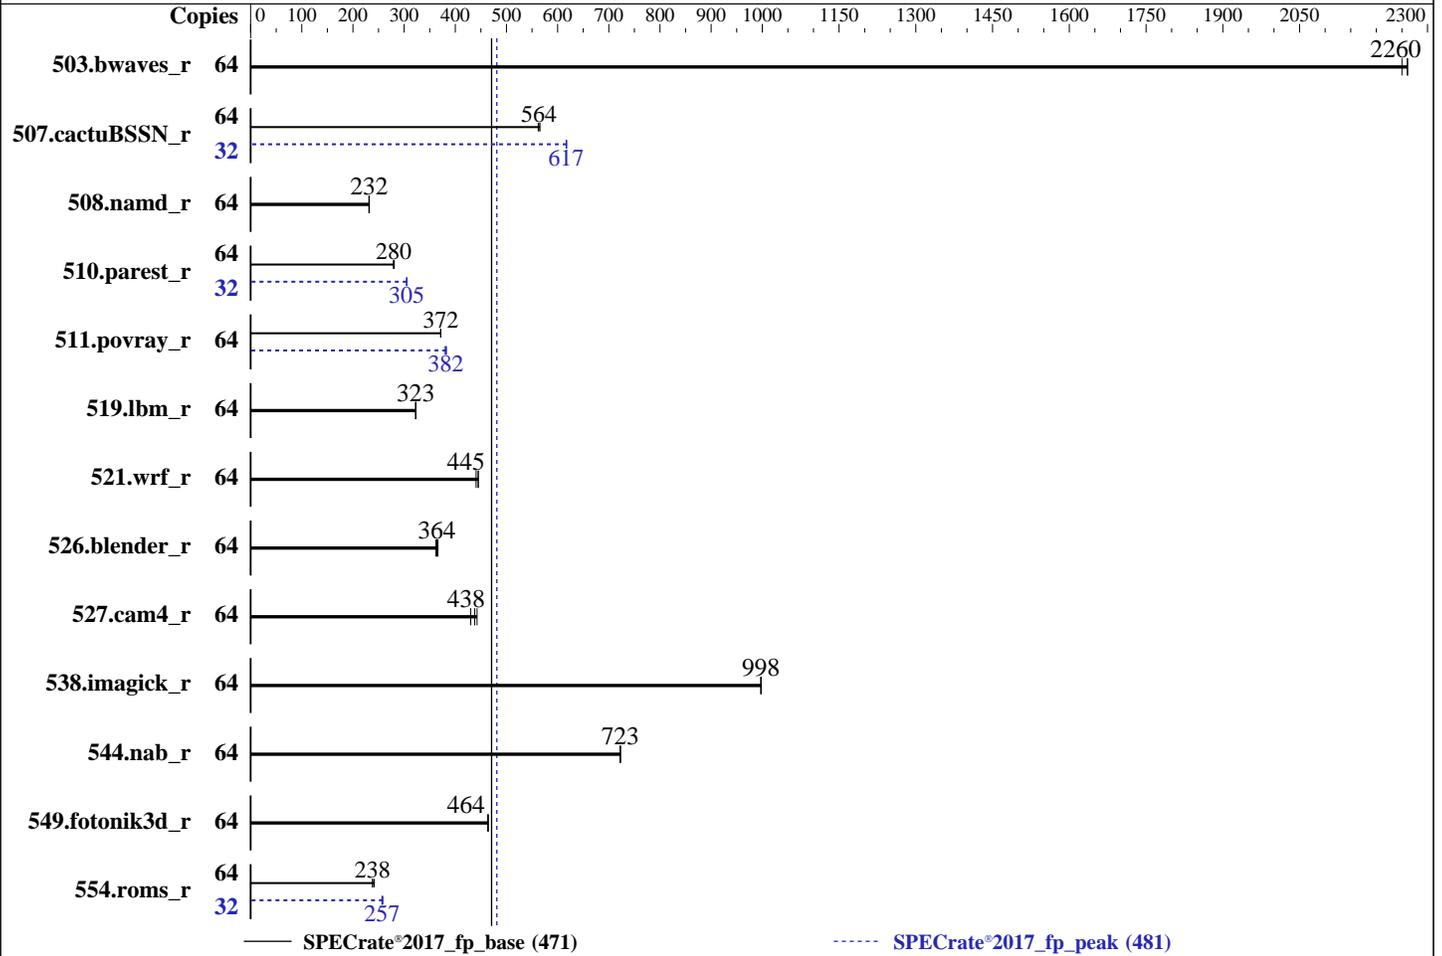 Copies 0 100 200 300 400 500 600 700 800 900 1000 1150 1300 1450 1600 1750 1900 2050 2300
503.bwaves_r 64 2260
507.cactuBSSN_r 64 564
32 617
508.namd_r 64 232
510.parest_r 64 280
32 305
511.povray_r 64 372
382
519.lbm_r 64 323
521.wrf_r 64 445
526.blender_r 64 364
527.cam4_r 64 438
538.imagick_r 64 998
544.nab_r 64 723
549.fotonik3d_r 64 464
554.roms_r 64 238
32 257
SPECrate®2017_fp_base (471) SPECrate®2017_fp_peak (481)